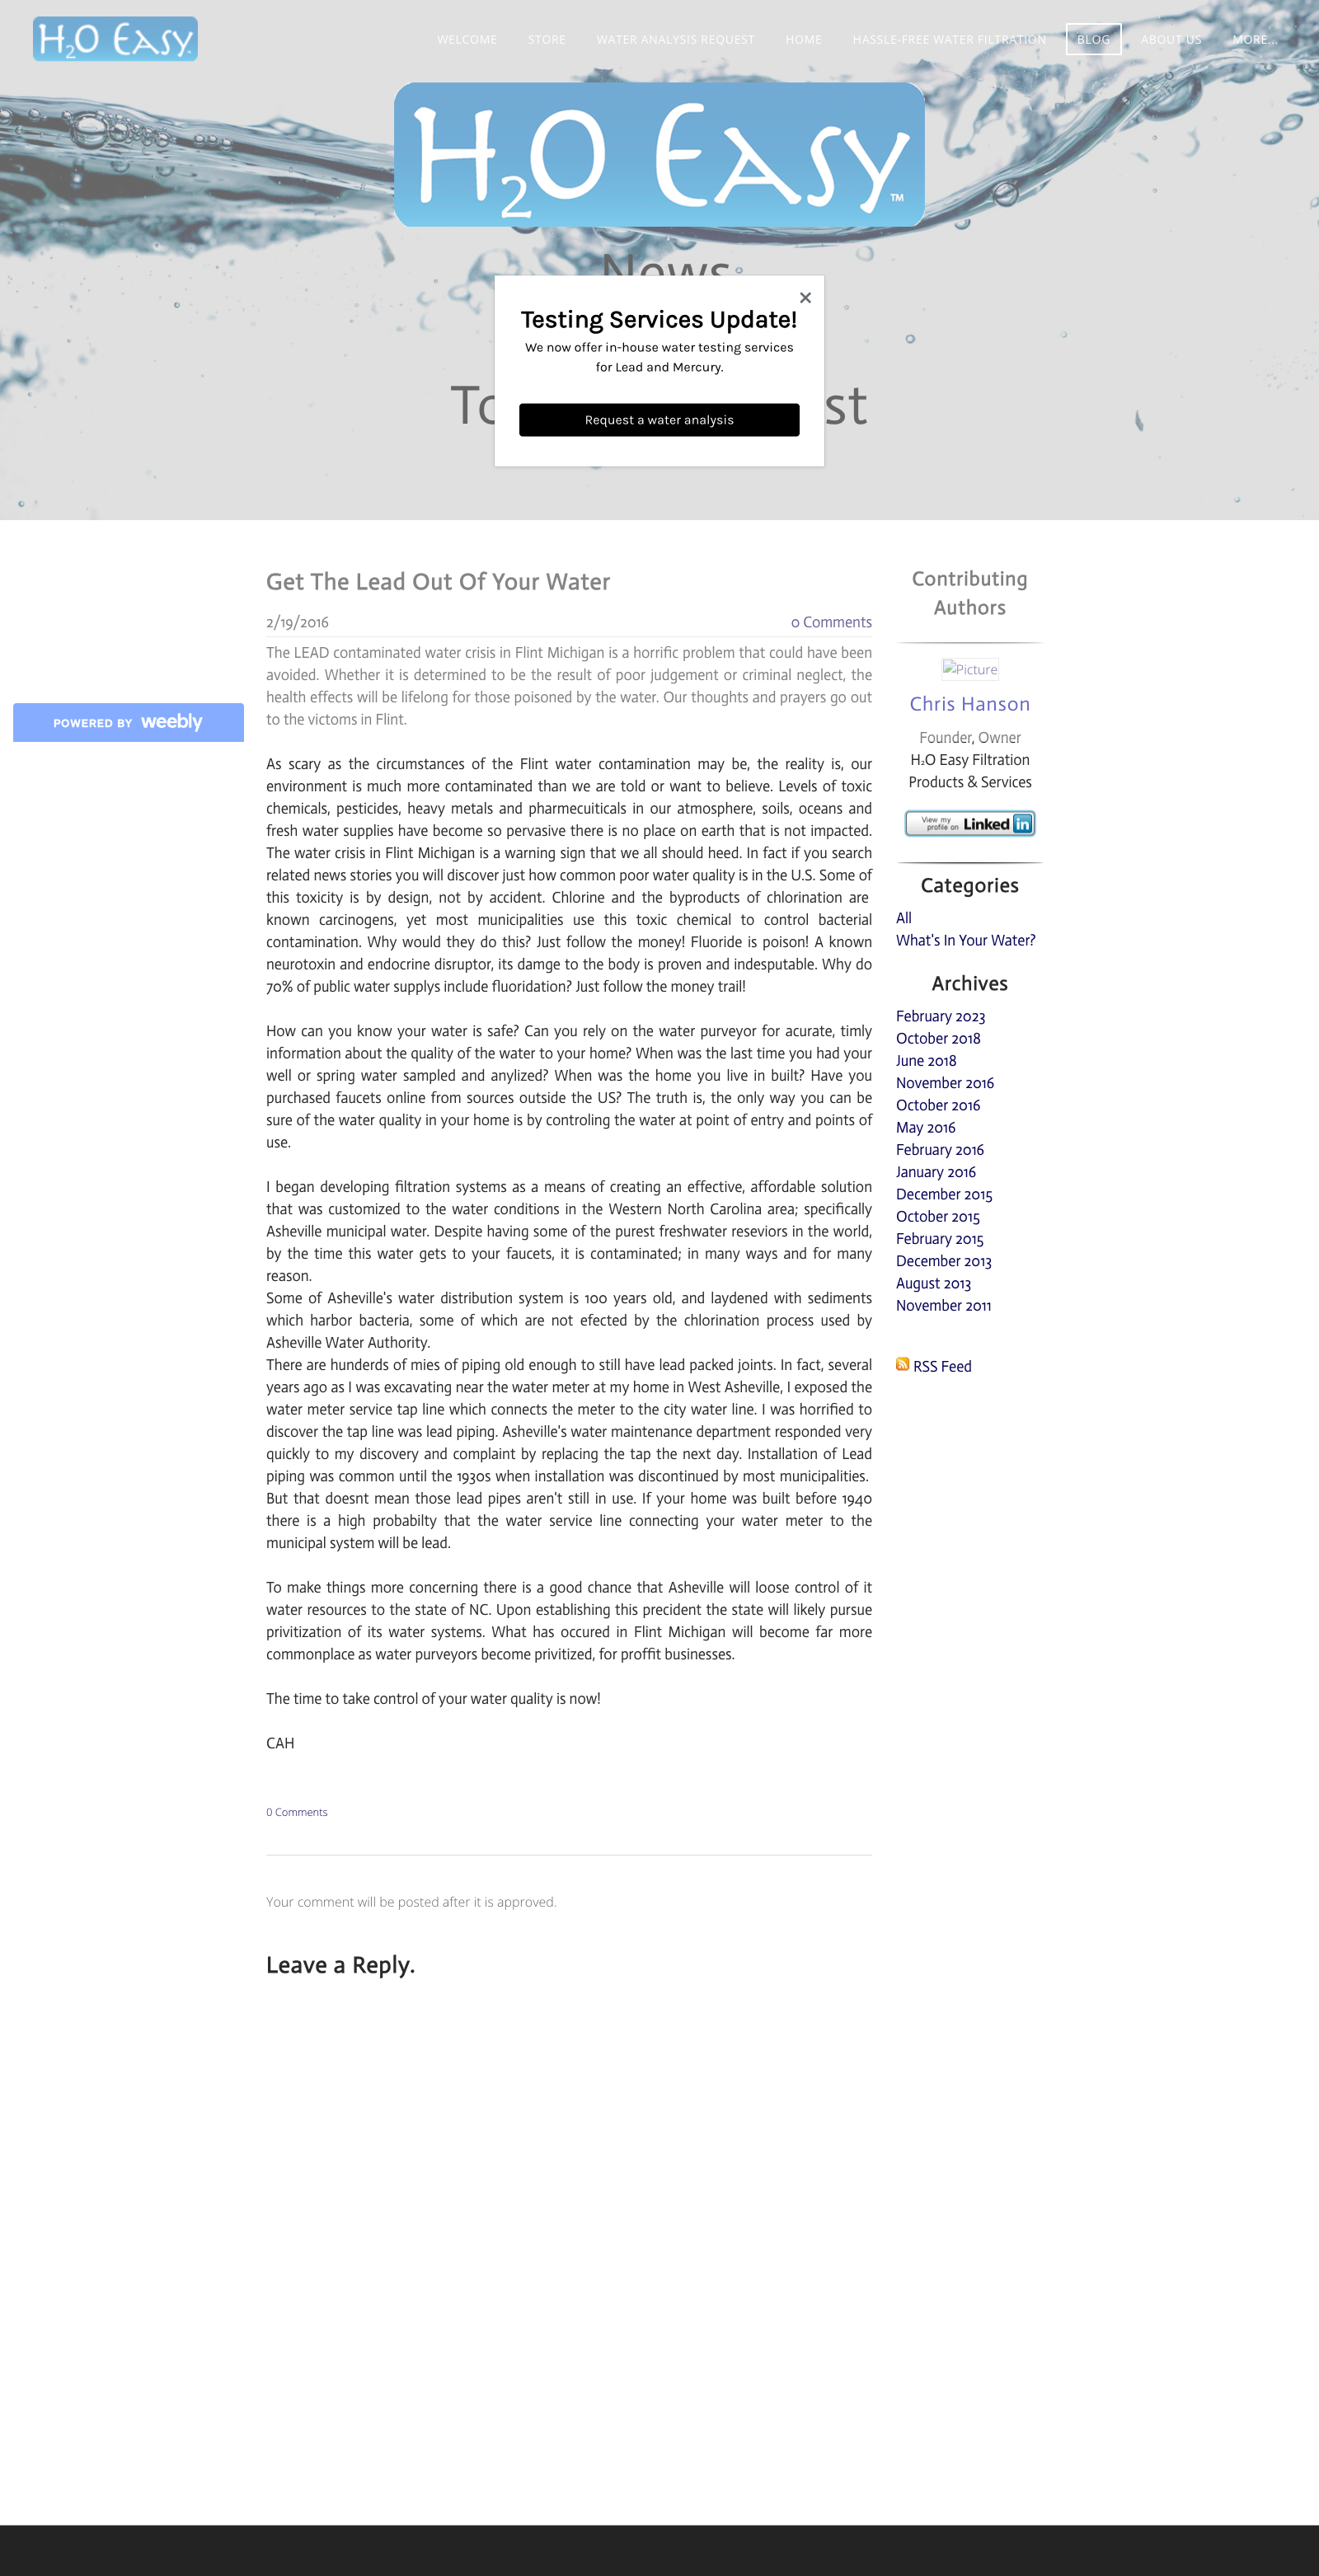 H2O Easy
WELCOME
STORE
WATER ANALYSIS REQUEST
HOME
HASSLE-FREE WATER FILTRATION
BLOG
ABOUT US
MORE...
H2O Easy™
News
Testing Services Update!
We now offer in-house water testing services
for Lead and Mercury.
Request a water analysis
Get The Lead Out Of Your Water
2/19/2016
0 Comments
The LEAD contaminated water crisis in Flint Michigan is a horrific problem that could have been
avoided. Whether it is determined to be the result of poor judgement or criminal neglect, the
health effects will be lifelong for those poisoned by the water. Our thoughts and prayers go out
to the victoms in Flint.
As scary as the circumstances of the Flint water contamination may be, the reality is, our
environment is much more contaminated than we are told or want to believe. Levels of toxic
chemicals, pesticides, heavy metals and pharmecuiticals in our atmosphere, soils, oceans and
fresh water supplies have become so pervasive there is no place on earth that is not impacted.
The water crisis in Flint Michigan is a warning sign that we all should heed. In fact if you search
related news stories you will discover just how common poor water quality is in the U.S. Some of
this toxicity is by design, not by accident. Chlorine and the byproducts of chlorination are
known carcinogens, yet most municipalities use this toxic chemical to control bacterial
contamination. Why would they do this? Just follow the money! Fluoride is poison! A known
neurotoxin and endocrine disruptor, its damge to the body is proven and indesputable. Why do
70% of public water supplys include fluoridation? Just follow the money trail!
How can you know your water is safe? Can you rely on the water purveyor for acurate, timly
information about the quality of the water to your home? When was the last time you had your
well or spring water sampled and anylized? When was the home you live in built? Have you
purchased faucets online from sources outside the US? The truth is, the only way you can be
sure of the water quality in your home is by controling the water at point of entry and points of
use.
I began developing filtration systems as a means of creating an effective, affordable solution
that was customized to the water conditions in the Western North Carolina area; specifically
Asheville municipal water. Despite having some of the purest freshwater reseviors in the world,
by the time this water gets to your faucets, it is contaminated; in many ways and for many
reason.
Some of Asheville's water distribution system is 100 years old, and laydened with sediments
which harbor bacteria, some of which are not efected by the chlorination process used by
Asheville Water Authority.
There are hunderds of mies of piping old enough to still have lead packed joints. In fact, several
years ago as I was excavating near the water meter at my home in West Asheville, I exposed the
water meter service tap line which connects the meter to the city water line. I was horrified to
discover the tap line was lead piping. Asheville's water maintenance department responded very
quickly to my discovery and complaint by replacing the tap the next day. Installation of Lead
piping was common until the 1930s when installation was discontinued by most municipalities.
But that doesnt mean those lead pipes aren't still in use. If your home was built before 1940
there is a high probabilty that the water service line connecting your water meter to the
municipal system will be lead.
To make things more concerning there is a good chance that Asheville will loose control of it
water resources to the state of NC. Upon establishing this precident the state will likely pursue
privitization of its water systems. What has occured in Flint Michigan will become far more
commonplace as water purveyors become privitized, for proffit businesses.
The time to take control of your water quality is now!
CAH
0 Comments
Your comment will be posted after it is approved.
Leave a Reply.
Contributing
Authors
Picture
Chris Hanson
Founder, Owner
H2O Easy Filtration
Products & Services
View my
profile on Linked in
Categories
All
What's In Your Water?
Archives
February 2023
October 2018
June 2018
November 2016
October 2016
May 2016
February 2016
January 2016
December 2015
October 2015
February 2015
December 2013
August 2013
November 2011
RSS Feed
POWERED BY weebly